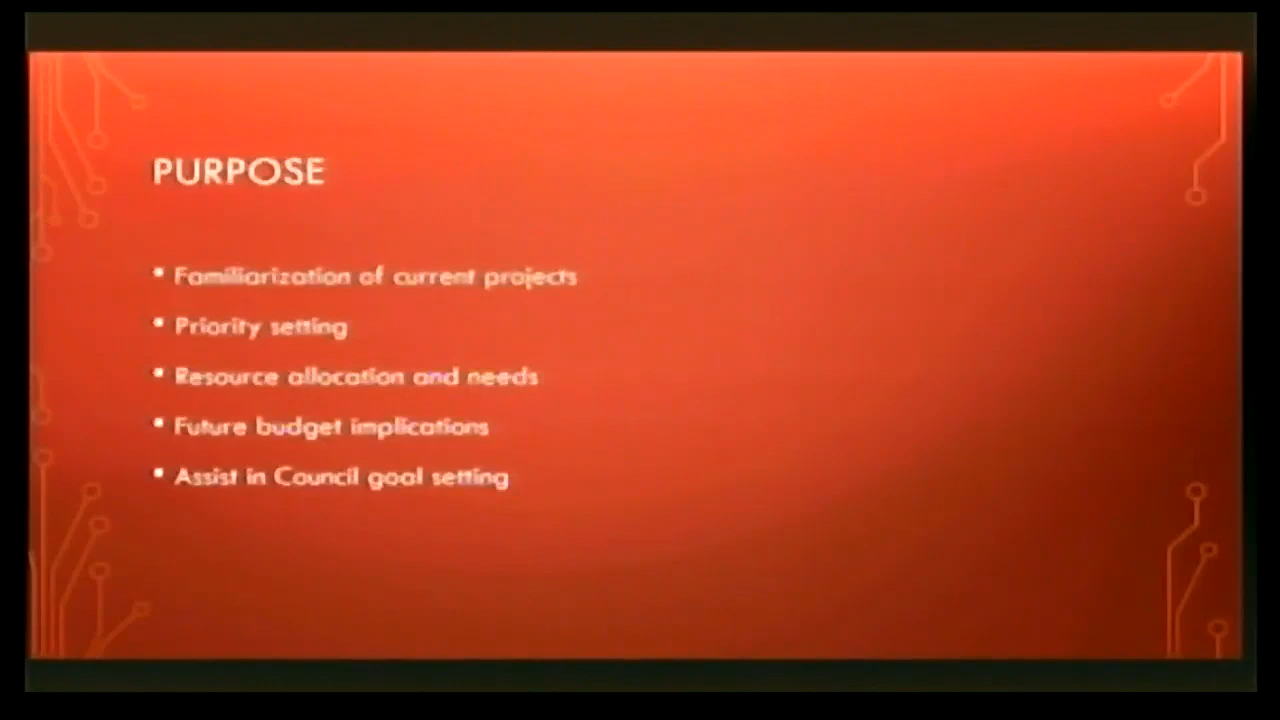 PURPOSE
▪ Familiarization of current projects
▪ Priority setting
▪ Resource allocation and needs
▪ Future budget implications
▪ Assist in Council goal setting